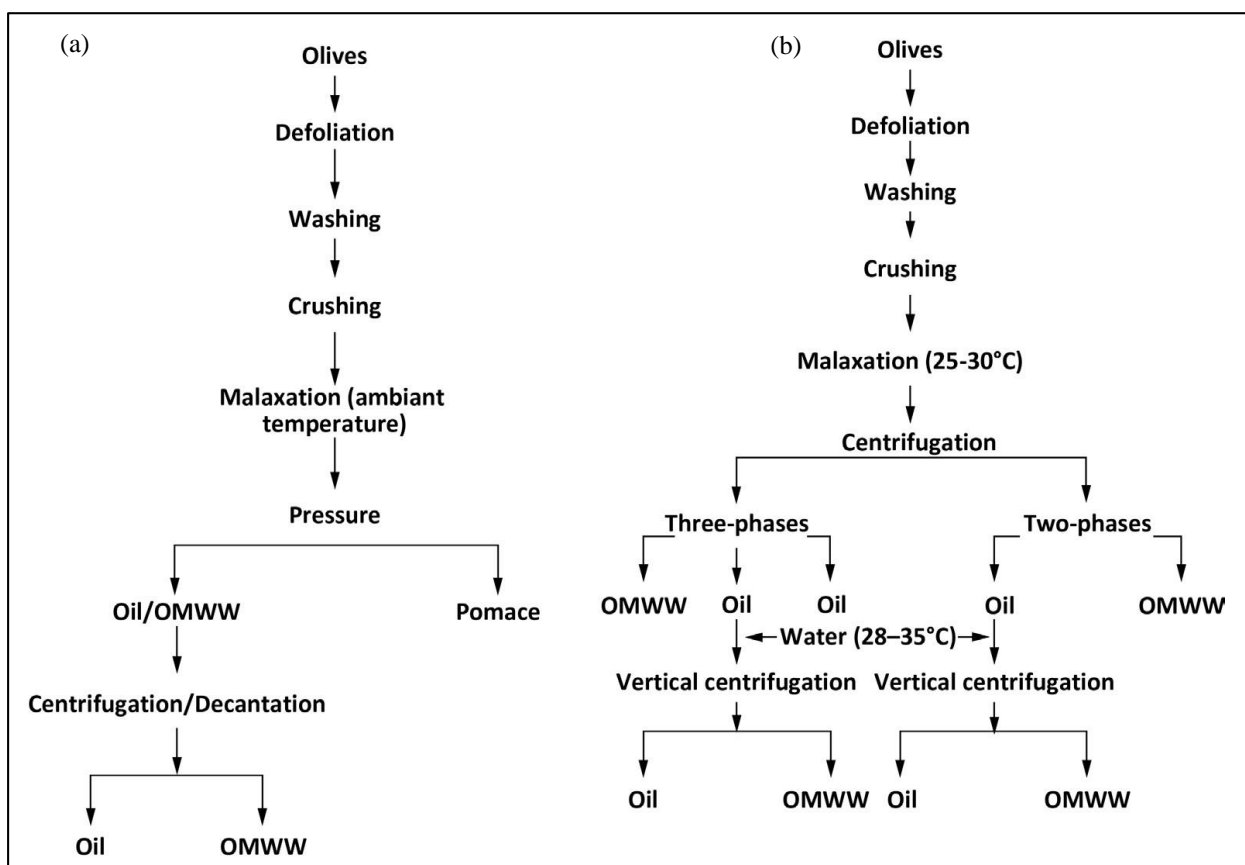 (a)
Olives
Defoliation
Washing
Crushing
Malaxation (ambiant
temperature)
Pressure
Oil/OMWW
Pomace
Centrifugation/Decantation
Oil
OMWW
(b)
Olives
Defoliation
Washing
Crushing
Malaxation (25-30°C)
Centrifugation
Three-phases
Two-phases
OMWW
Oil
Oil
Oil
OMWW
Water (28–35°C)
Vertical centrifugation
Vertical centrifugation
Oil
OMWW
Oil
OMWW